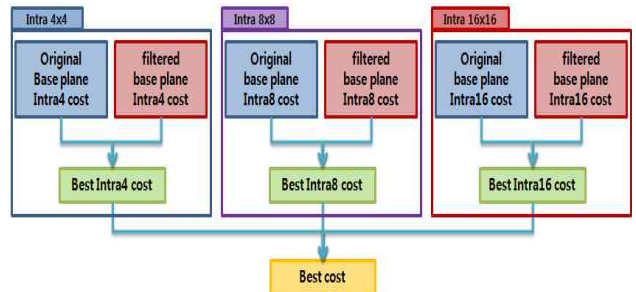 Intra 4x4
Original
Base plane
Intra4 cost
filtered
base plane
Intra4 cost
Best Intra4 cost
Intra 8x8
Original
base plane
Intra8 cost
filtered
base plane
Intra8 cost
Best Intra8 cost
Intra 16x16
Original
base plane
Intra16 cost
filtered
base plane
Intra16 cost
Best Intra16 cost
Best cost